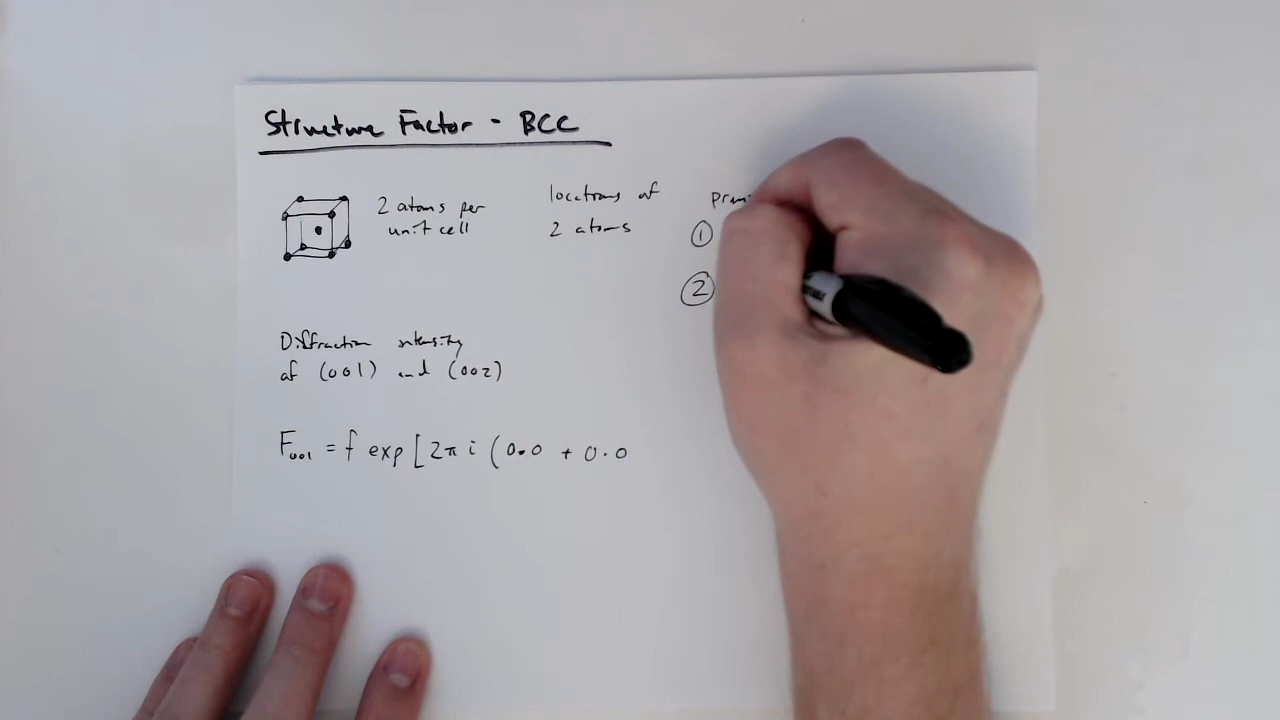 Structure Factor - BCC
2 atoms per
unit cell
locations of
2 atoms
①
②
Diffraction intensity
of (001) and (002)
F₀₀₁ = f exp [2π i (0·0 + 0·0